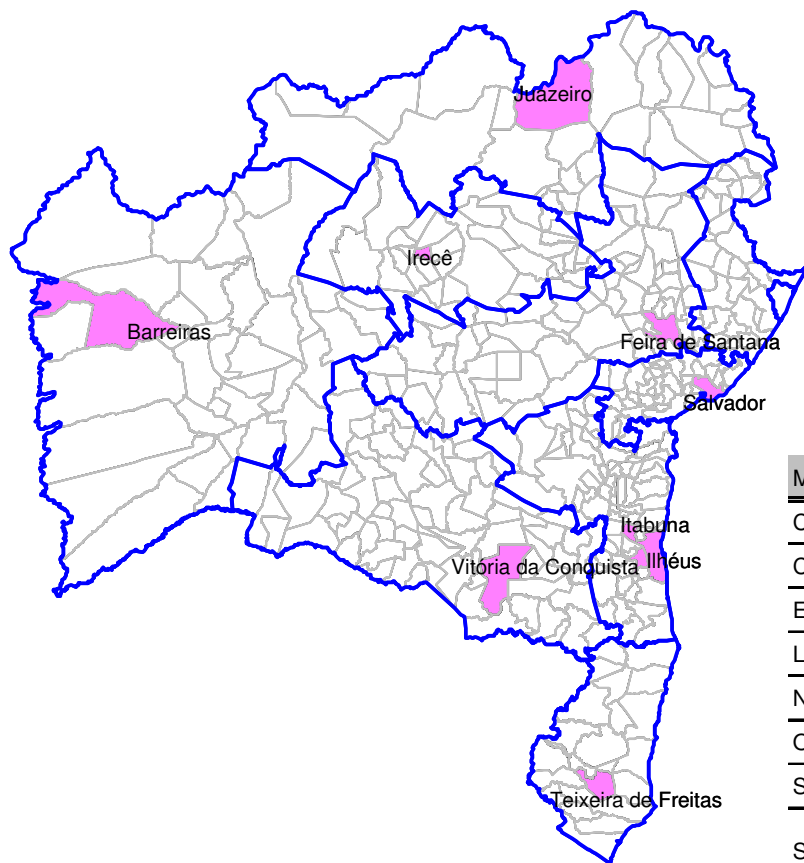 Juazeiro
Irecê
Barreiras
Feira de Santana
Salvador
M
C
C
E
L
N
C
S
S
Itabuna
Ilhéus
Vitória da Conquista
Teixeira de Freitas